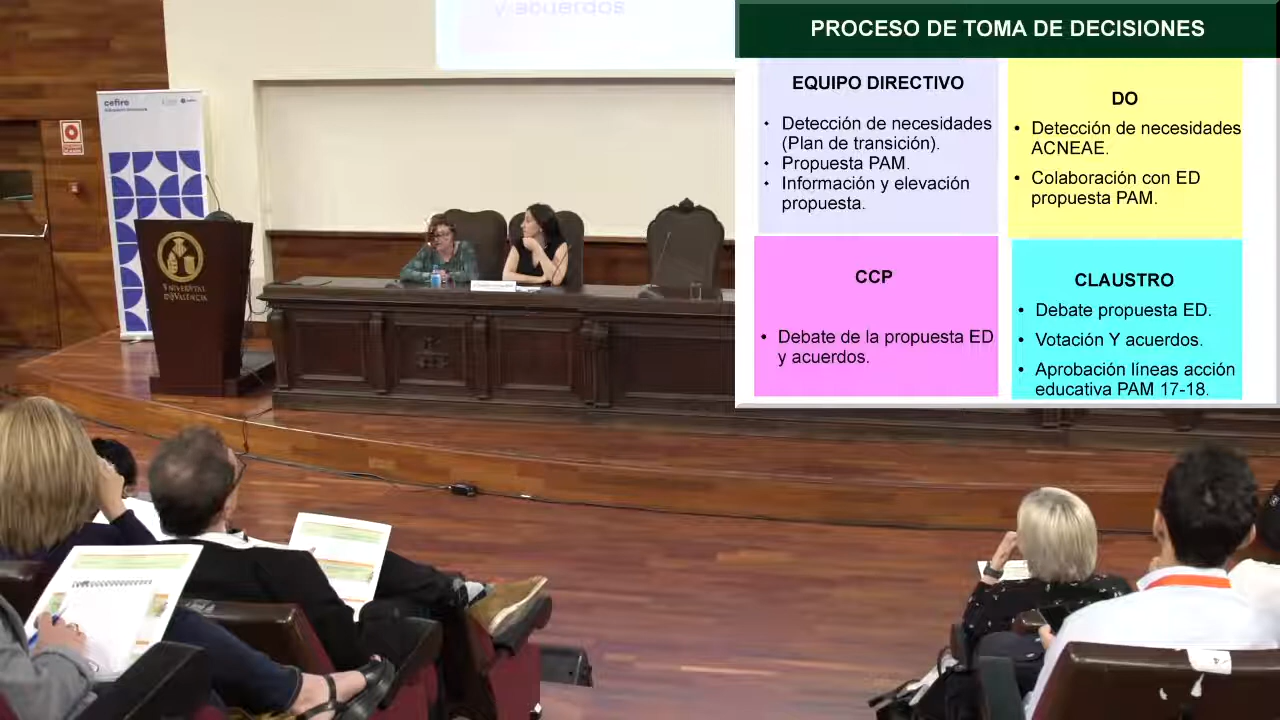 y acuerdos
cefire
VNIVERSITAT
D VALÈNCIA
PROCESO DE TOMA DE DECISIONES
EQUIPO DIRECTIVO
• Detección de necesidades
(Plan de transición).
• Propuesta PAM.
• Información y elevación
propuesta.
DO
• Detección de necesidades
ACNEAE.
• Colaboración con ED
propuesta PAM.
CCP
• Debate de la propuesta ED
y acuerdos.
CLAUSTRO
• Debate propuesta ED.
• Votación Y acuerdos.
• Aprobación líneas acción
educativa PAM 17-18.